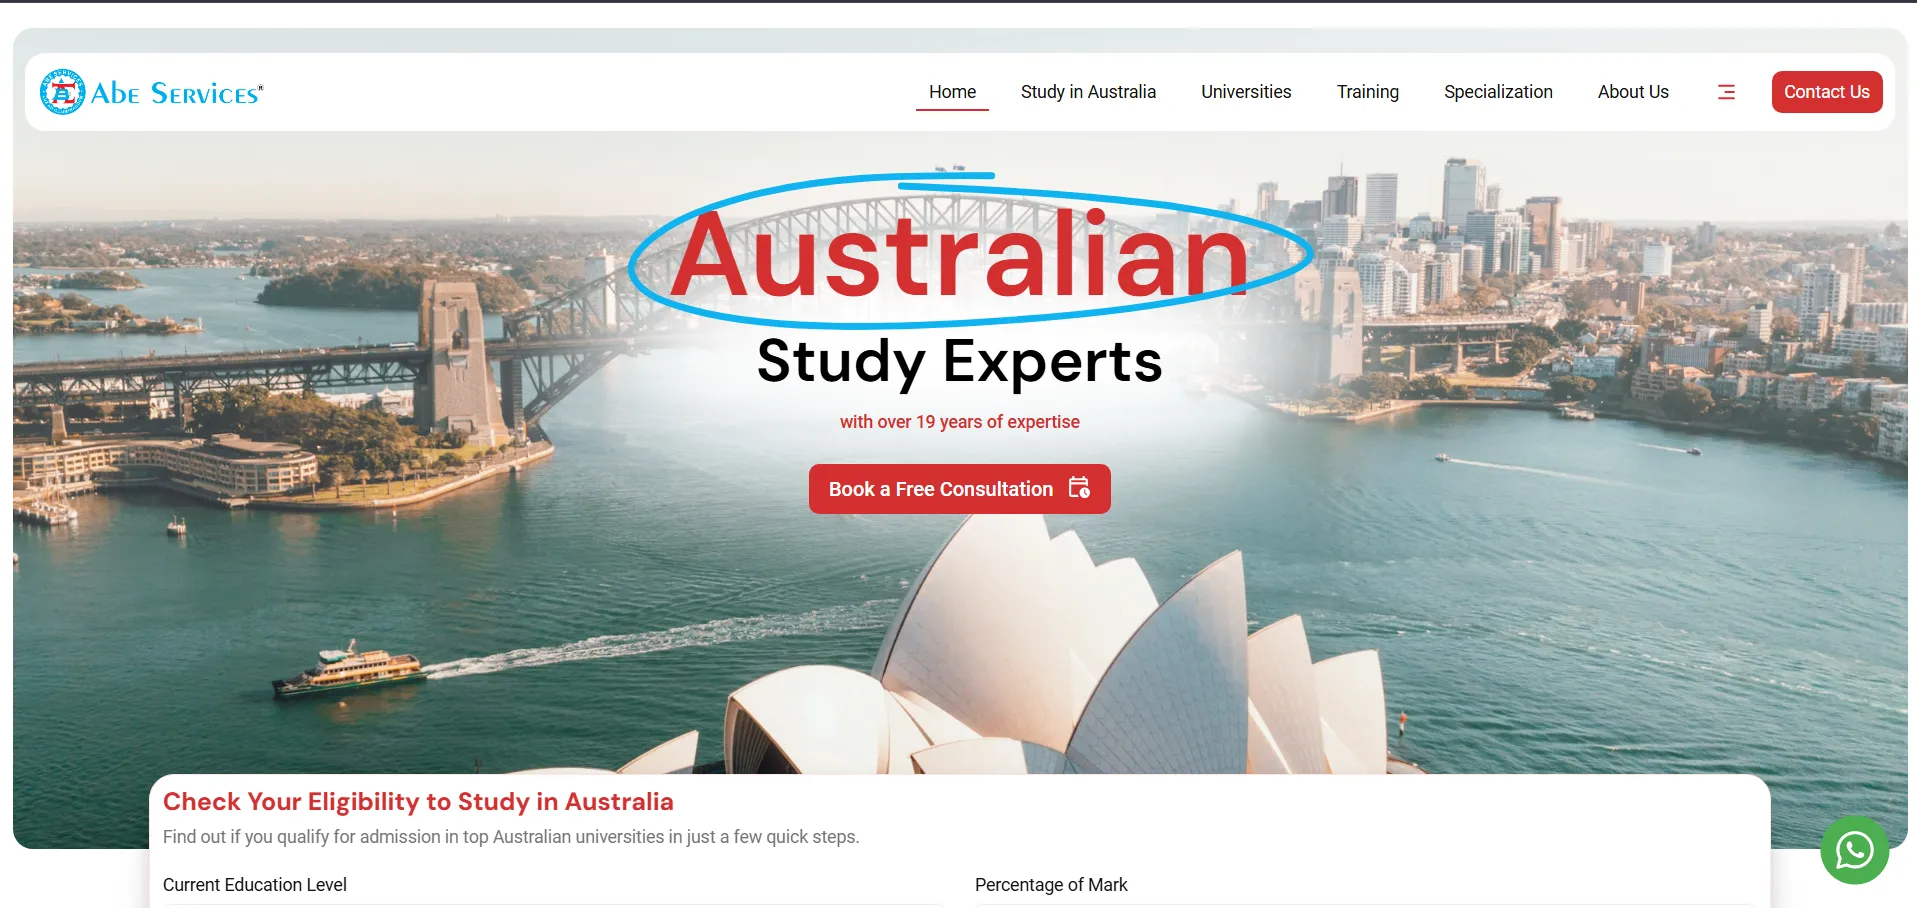 Abe Services®
Home
Study in Australia
Universities
Training
Specialization
About Us
Contact Us
Australian
Study Experts
with over 19 years of expertise
Book a Free Consultation
Check Your Eligibility to Study in Australia
Find out if you qualify for admission in top Australian universities in just a few quick steps.
Current Education Level
Percentage of Mark